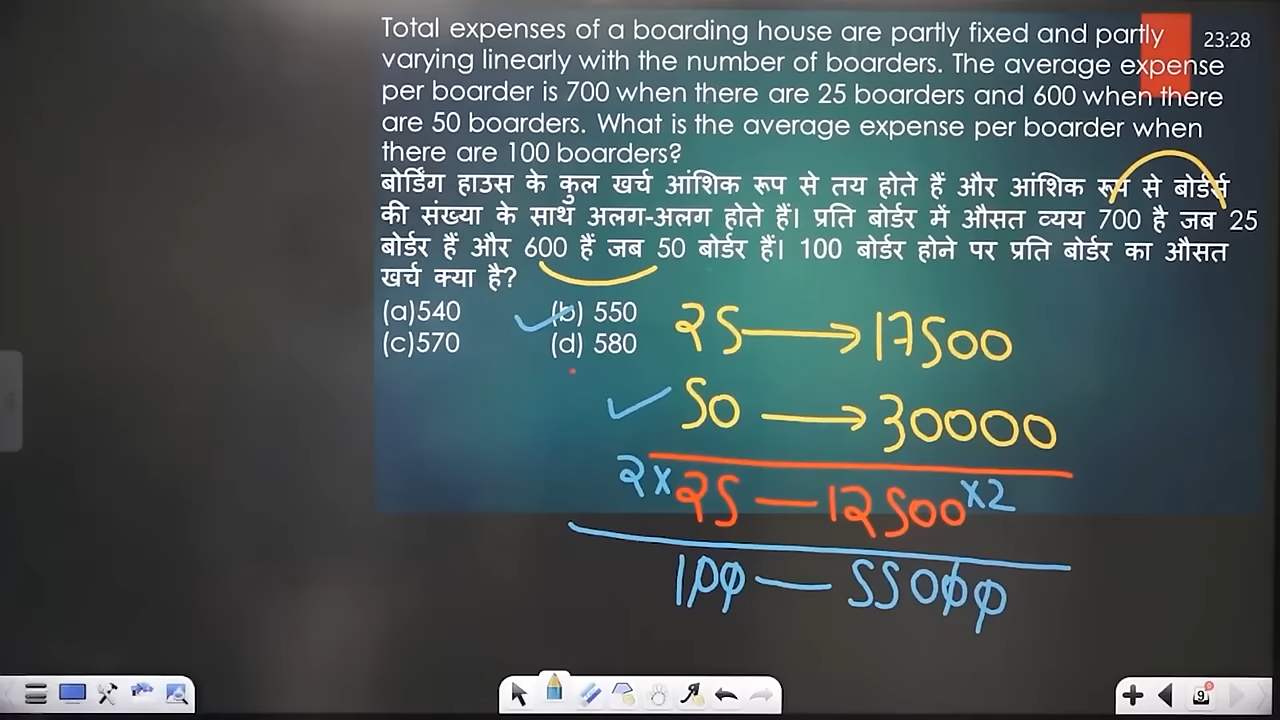 Total expenses of a boarding house are partly fixed and partly
23:28
varying linearly with the number of boarders. The average expense
per boarder is 700 when there are 25 boarders and 600 when there
are 50 boarders. What is the average expense per boarder when
there are 100 boarders?
बोर्डिंग हाउस के कुल खर्च आंशिक रूप से तय होते हैं और आंशिक रूप से बोर्डर्स
की संख्या के साथ अलग-अलग होते हैं। प्रति बोर्डर में औसत व्यय 700 है जब 25
बोर्डर हैं और 600 हैं जब 50 बोर्डर हैं। 100 बोर्डर होने पर प्रति बोर्डर का औसत
खर्च क्या है?
(a)540 (b) 550
(c)570 (d) 580
25 → 17500
50 → 30000
2×25 — 12500×2
100 — 55000
9